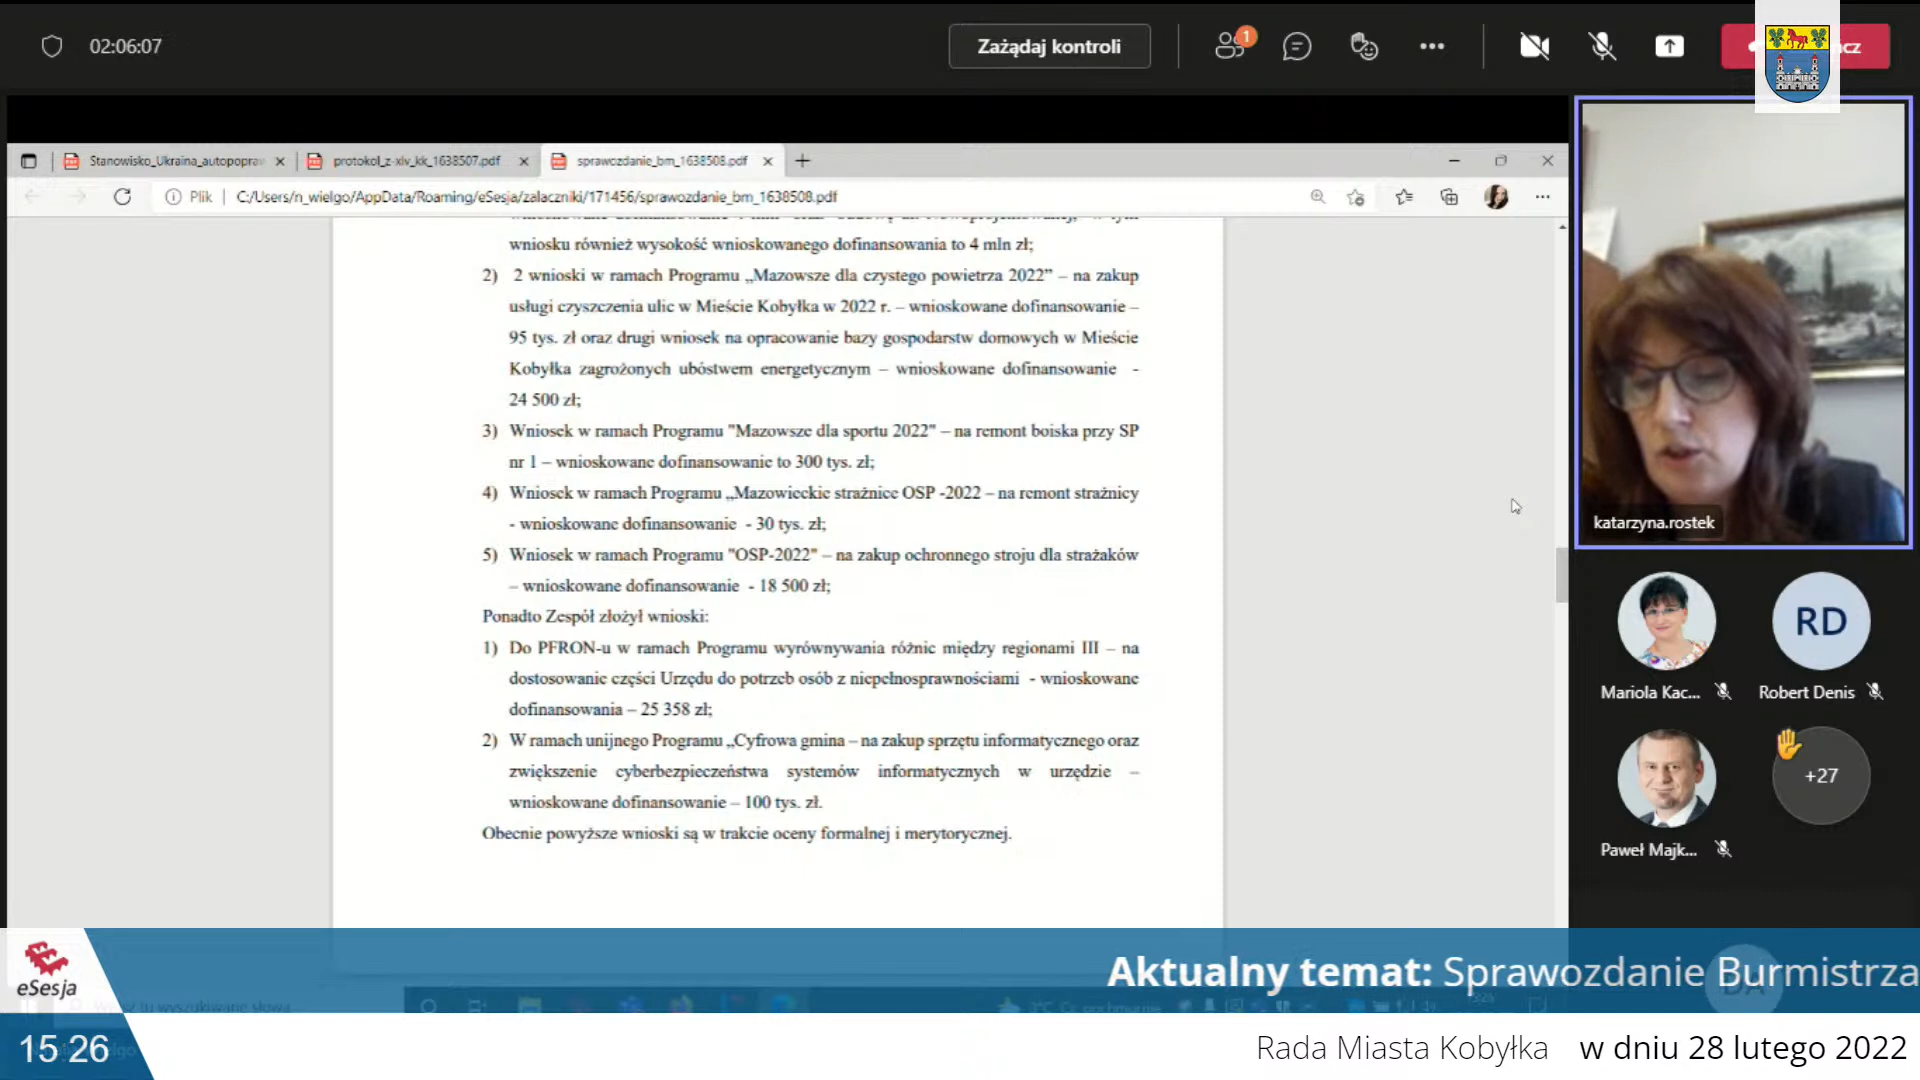 02:06:07
Zażądaj kontroli
1
cz
Stanowisko_Ukraina_autopopraw
protokol_z-xiv_kk_1638507.pdf
sprawozdanie_bm_1638508.pdf
Plik
C:/Users/n_wielgo/AppData/Roaming/eSesja/zalaczniki/171456/sprawozdanie_bm_1638508.pdf
wniosku również wysokość wnioskowanego dofinansowania to 4 mln zł;
2) 2 wnioski w ramach Programu „Mazowsze dla czystego powietrza 2022” – na zakup
usługi czyszczenia ulic w Mieście Kobyłka w 2022 r. – wnioskowane dofinansowanie –
95 tys. zł oraz drugi wniosek na opracowanie bazy gospodarstw domowych w Mieście
Kobyłka zagrożonych ubóstwem energetycznym – wnioskowane dofinansowanie -
24 500 zł;
3) Wniosek w ramach Programu "Mazowsze dla sportu 2022" – na remont boiska przy SP
nr 1 – wnioskowane dofinansowanie to 300 tys. zł;
4) Wniosek w ramach Programu „Mazowieckie strażnice OSP -2022 – na remont strażnicy
- wnioskowane dofinansowanie - 30 tys. zł;
5) Wniosek w ramach Programu "OSP-2022" – na zakup ochronnego stroju dla strażaków
– wnioskowane dofinansowanie - 18 500 zł;
Ponadto Zespół złożył wnioski:
1) Do PFRON-u w ramach Programu wyrównywania różnic między regionami III – na
dostosowanie części Urzędu do potrzeb osób z niepełnosprawnościami - wnioskowane
dofinansowania – 25 358 zł;
2) W ramach unijnego Programu „Cyfrowa gmina – na zakup sprzętu informatycznego oraz
zwiększenie cyberbezpieczeństwa systemów informatycznych w urzędzie –
wnioskowane dofinansowanie – 100 tys. zł.
Obecnie powyższe wnioski są w trakcie oceny formalnej i merytorycznej.
katarzyna.rostek
RD
Mariola Kac...
Robert Denis
+27
Paweł Majk...
eSesja
Aktualny temat: Sprawozdanie Burmistrza
15:26
Rada Miasta Kobyłka w dniu 28 lutego 2022